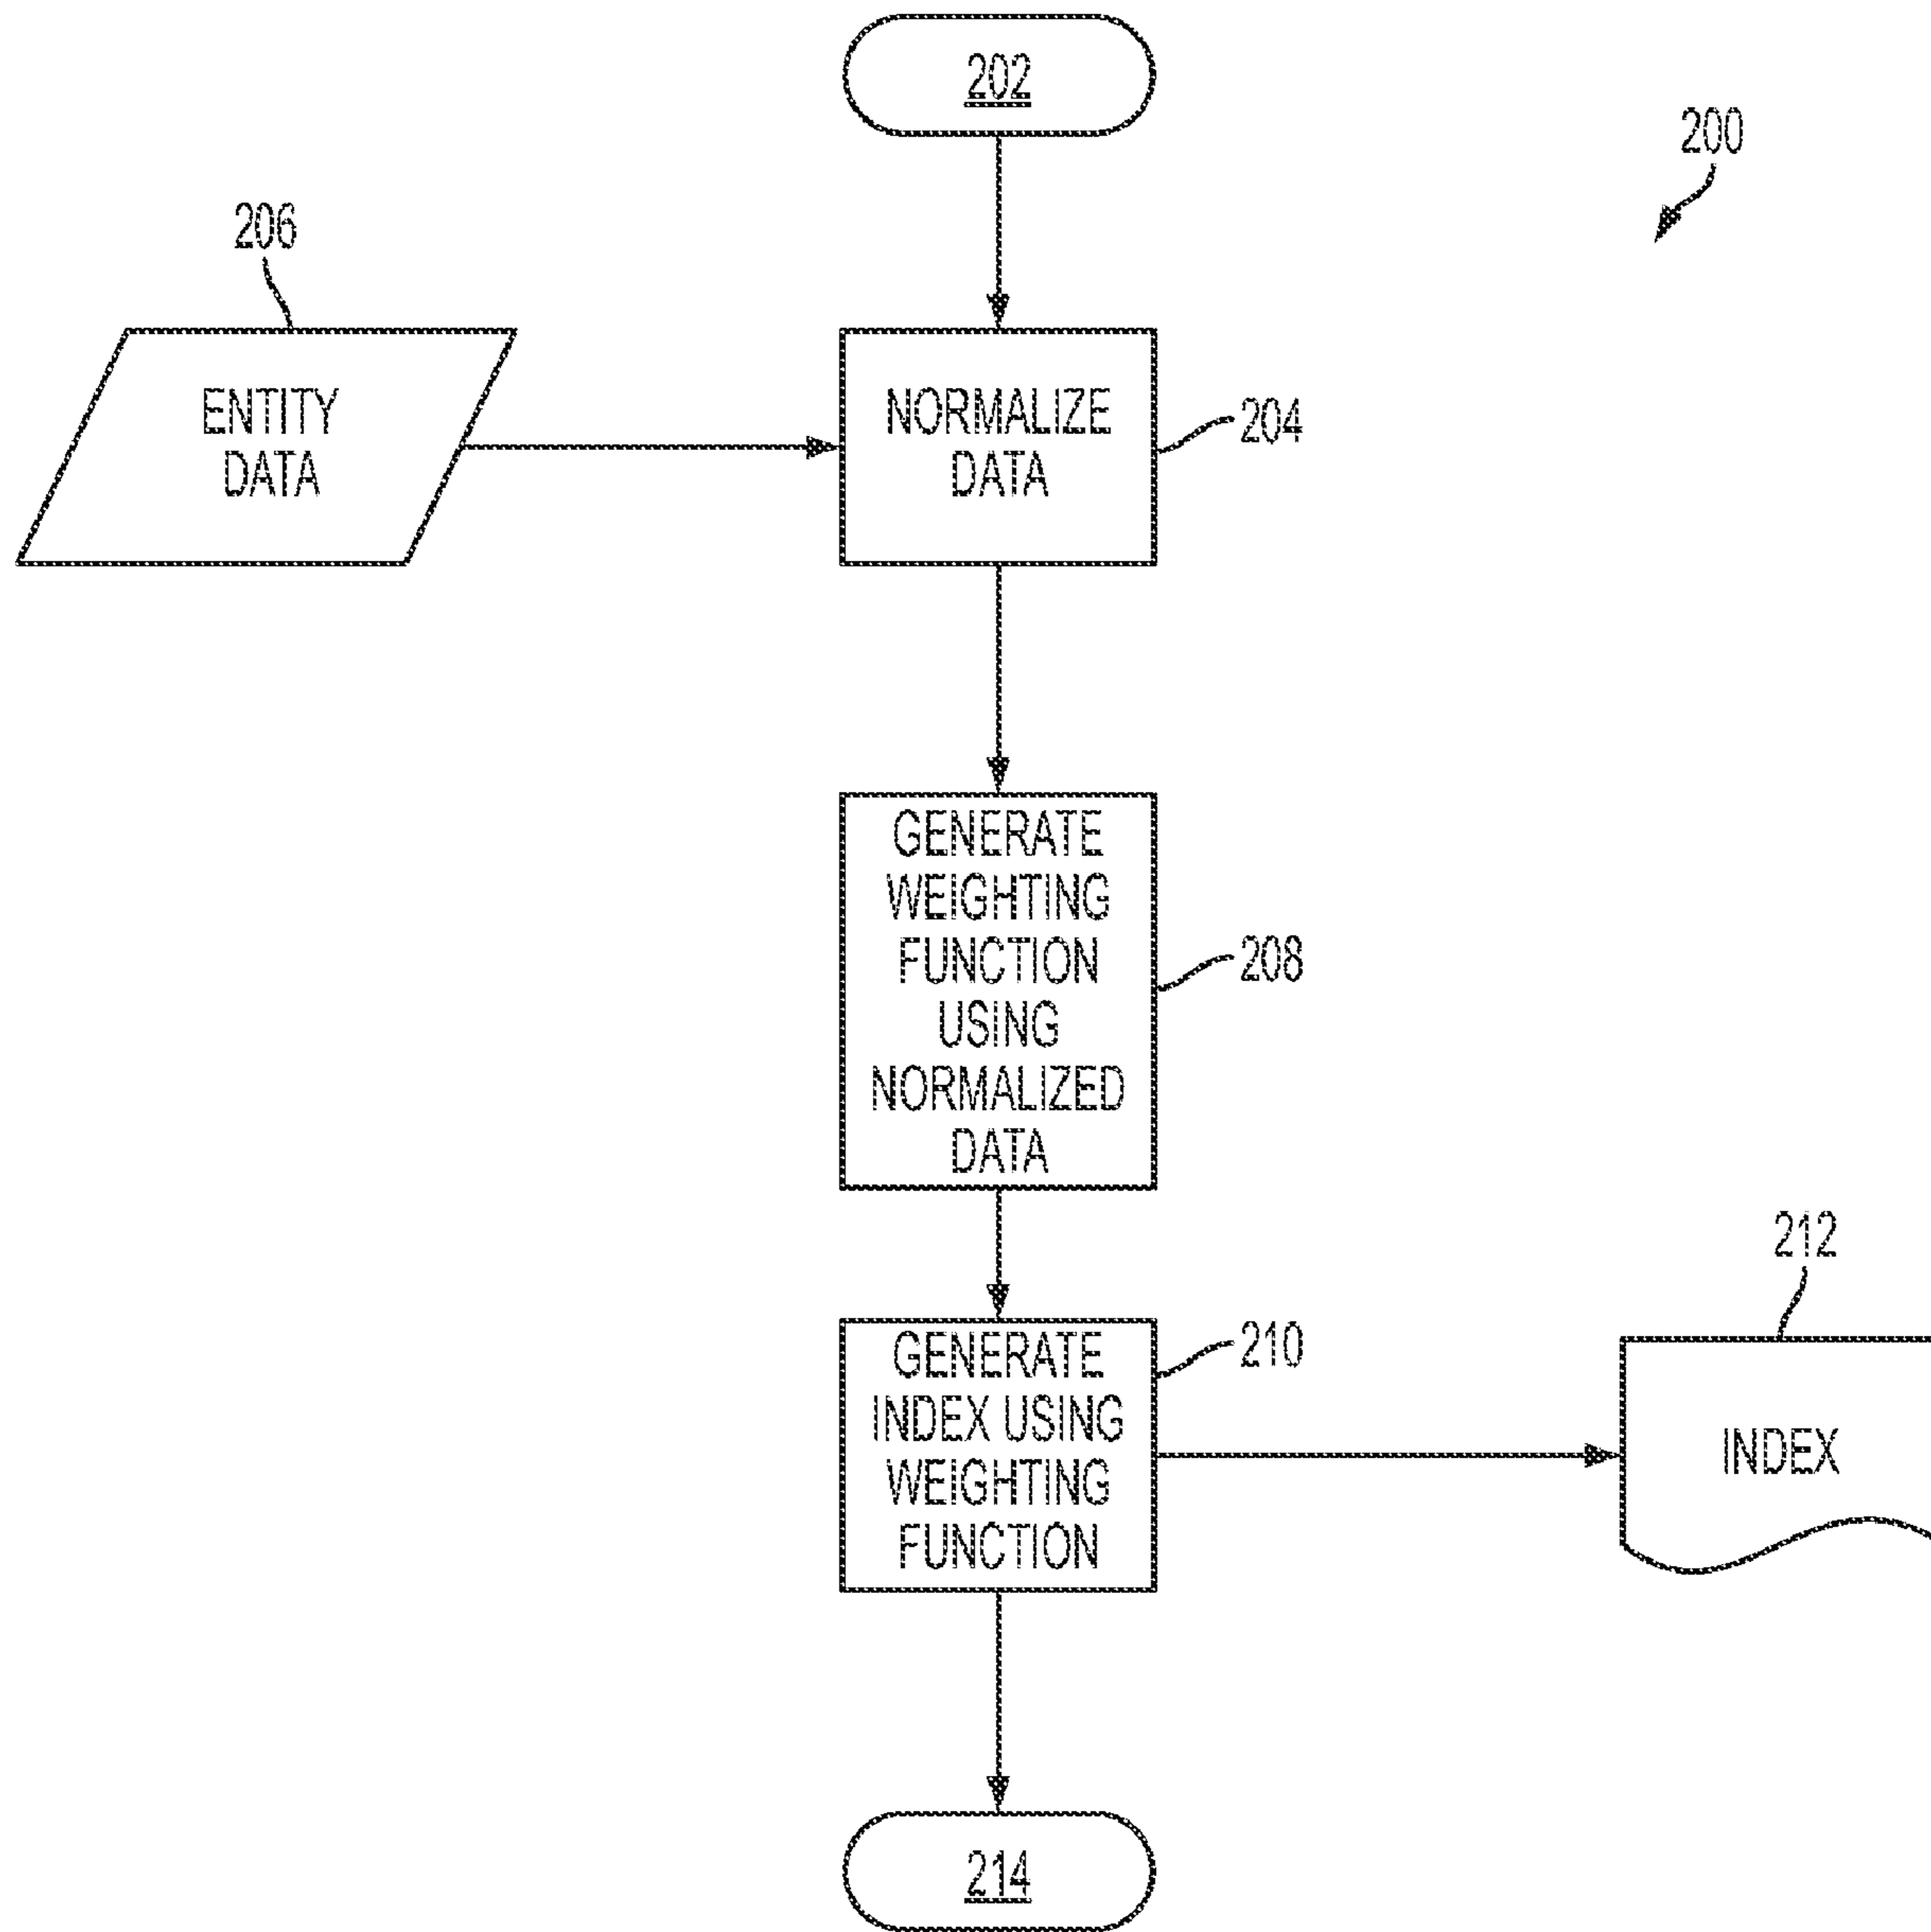 202
200
206
ENTITY
DATA
NORMALIZE
DATA
204
GENERATE
WEIGHTING
FUNCTION
USING
NORMALIZED
DATA
208
212
GENERATE
INDEX USING
WEIGHTING
FUNCTION
210
INDEX
214